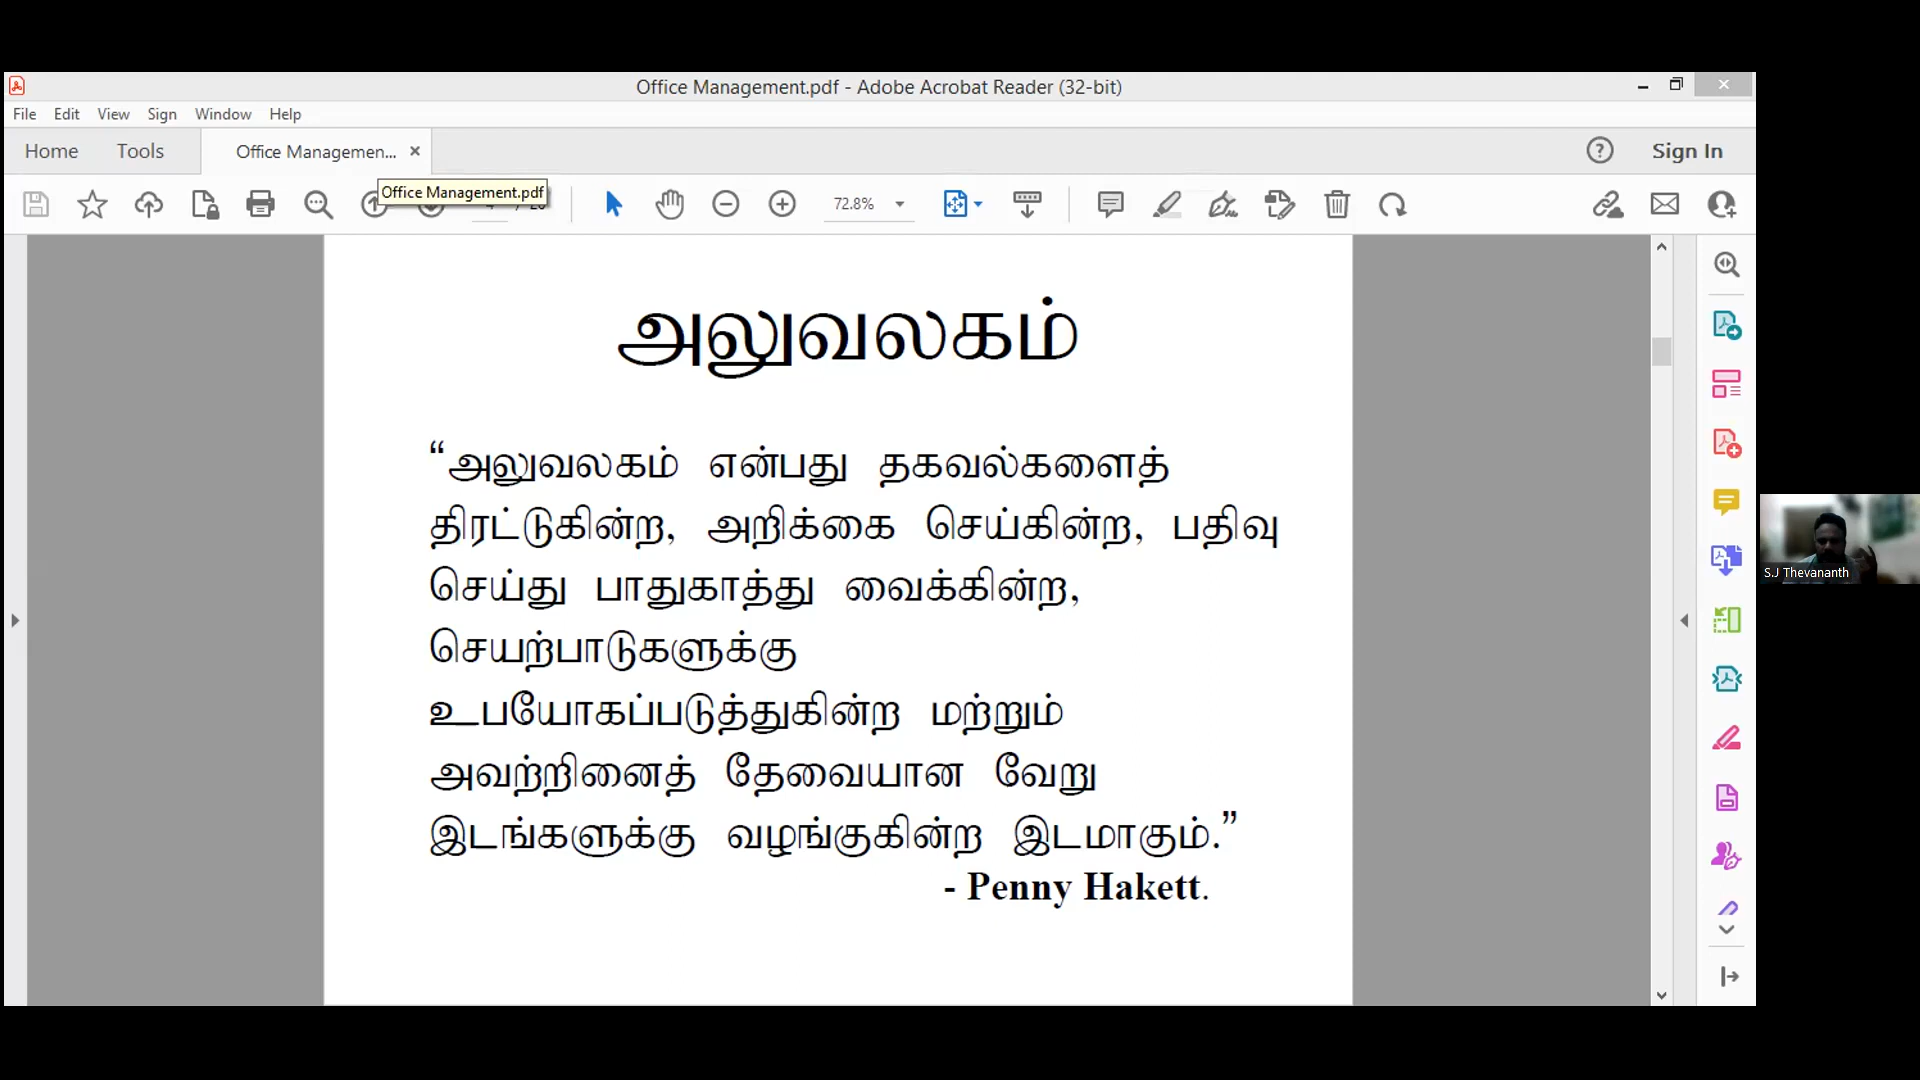 Office Management.pdf - Adobe Acrobat Reader (32-bit)
File Edit View Sign Window Help
Home Tools Office Managemen... Sign In
Office Management.pdf
72.8%
அலுவலகம்
“அலுவலகம் என்பது தகவல்களைத்
திரட்டுகின்ற, அறிக்கை செய்கின்ற, பதிவு
செய்து பாதுகாத்து வைக்கின்ற,
செயற்பாடுகளுக்கு
உபயோகப்படுத்துகின்ற மற்றும்
அவற்றினைத் தேவையான வேறு
இடங்களுக்கு வழங்குகின்ற இடமாகும்.”
- Penny Hakett.
S.J Thevananth